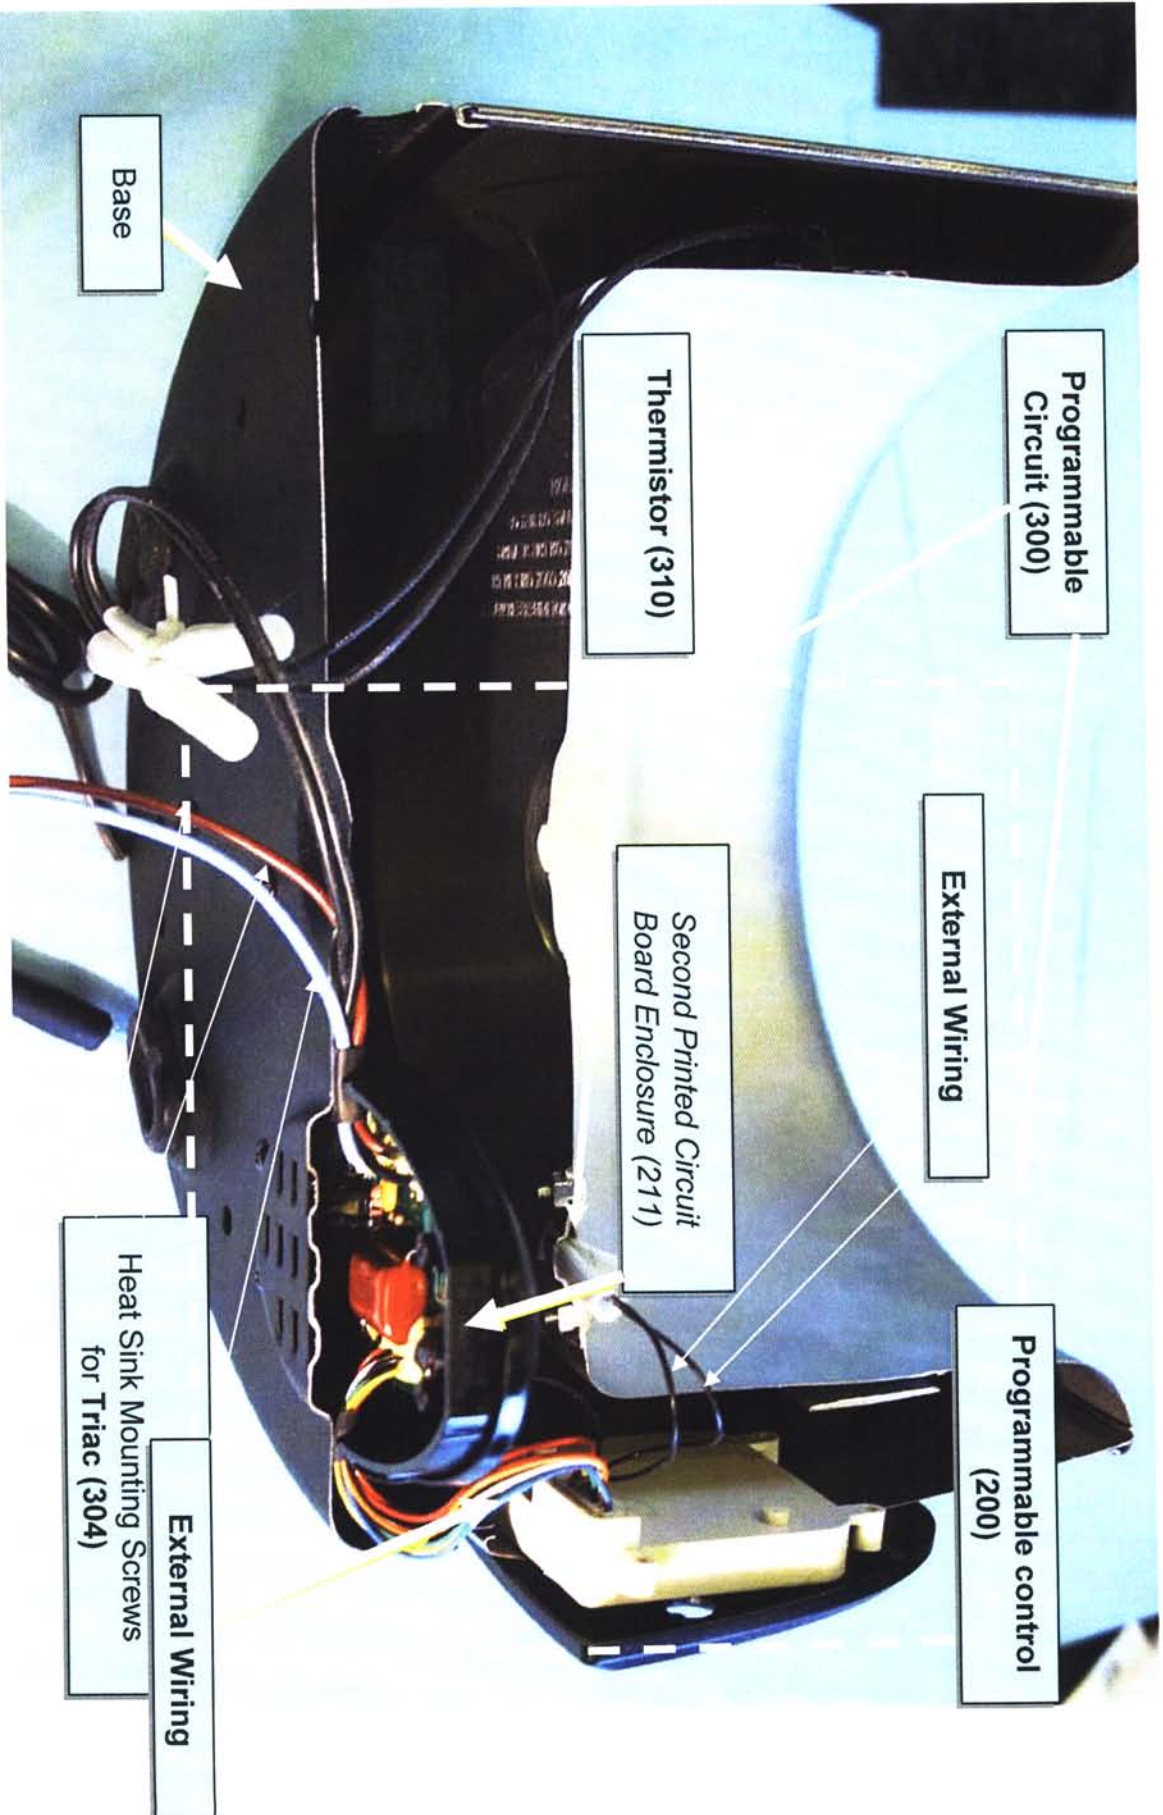 Programmable
Circuit (300)
External Wiring
Programmable control
(200)
Thermistor (310)
Second Printed Circuit
Board Enclosure (211)
Base
External Wiring
Heat Sink Mounting Screws
for Triac (304)